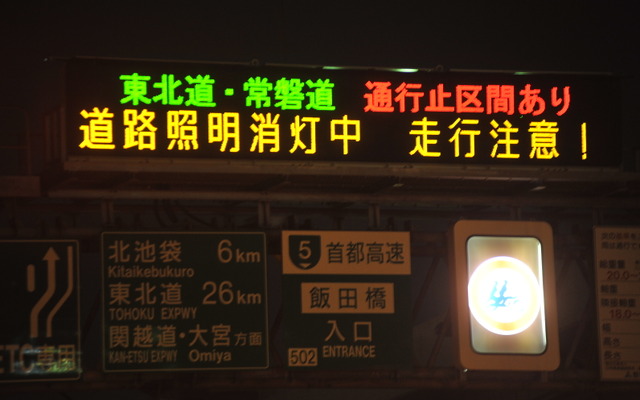 東北道・常磐道 通行止区間あり
道路照明消灯中 走行注意！
北池袋 6km
Kitaikebukuro
東北道 26km
TOHOKU EXPWY
関越道・大宮方面
KAN-ETSU EXPWY Omiya
5 首都高速
飯田橋
入口
502 ENTRANCE
ETC専用